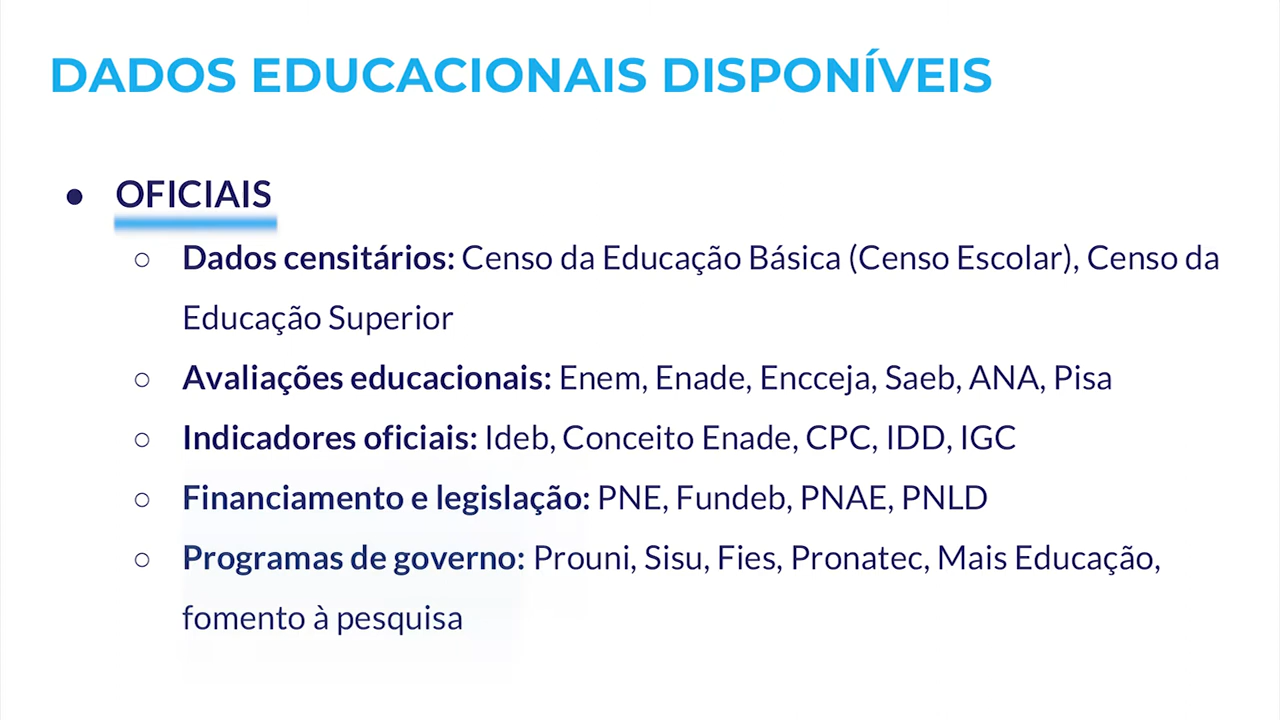 DADOS EDUCACIONAIS DISPONÍVEIS
● OFICIAIS
○ Dados censitários: Censo da Educação Básica (Censo Escolar), Censo da
Educação Superior
○ Avaliações educacionais: Enem, Enade, Encceja, Saeb, ANA, Pisa
○ Indicadores oficiais: Ideb, Conceito Enade, CPC, IDD, IGC
○ Financiamento e legislação: PNE, Fundeb, PNAE, PNLD
○ Programas de governo: Prouni, Sisu, Fies, Pronatec, Mais Educação,
fomento à pesquisa